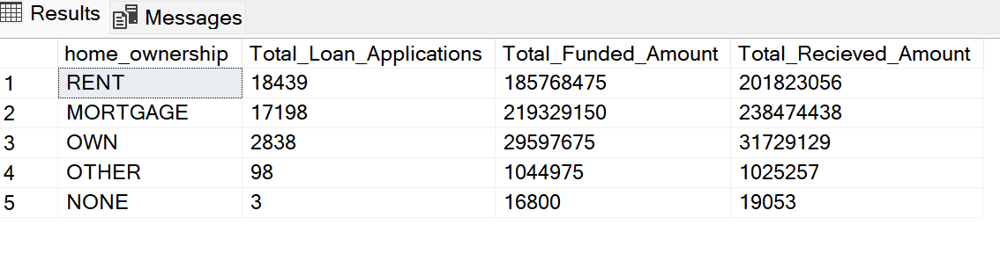 Results Messages
home_ownership Total_Loan_Applications Total_Funded_Amount Total_Recieved_Amount
1 RENT 18439 185768475 201823056
2 MORTGAGE 17198 219329150 238474438
3 OWN 2838 29597675 31729129
4 OTHER 98 1044975 1025257
5 NONE 3 16800 19053